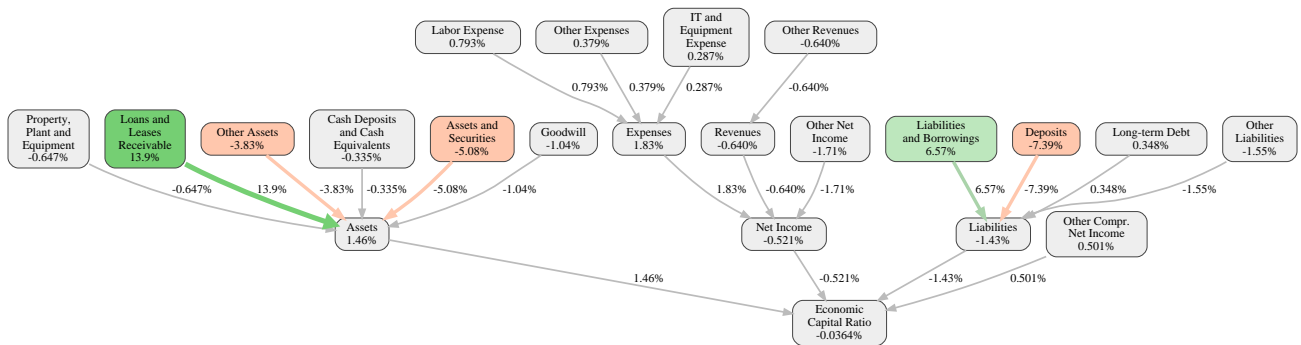 Labor Expense
0.793%
Other Expenses
0.379%
IT and
Equipment
Expense
0.287%
Other Revenues
-0.640%
0.793%
0.379%
0.287%
-0.640%
Property,
Plant and
Equipment
-0.647%
Loans and
Leases
Receivable
13.9%
Other Assets
-3.83%
Cash Deposits
and Cash
Equivalents
-0.335%
Assets and
Securities
-5.08%
Goodwill
-1.04%
Expenses
1.83%
Revenues
-0.640%
Other Net
Income
-1.71%
Liabilities
and Borrowings
6.57%
Deposits
-7.39%
Long-term Debt
0.348%
Other
Liabilities
-1.55%
-0.647%
13.9%
-3.83%
-0.335%
-5.08%
-1.04%
1.83%
-0.640%
-1.71%
6.57%
-7.39%
0.348%
-1.55%
Assets
1.46%
Net Income
-0.521%
Liabilities
-1.43%
Other Compr.
Net Income
0.501%
1.46%
-0.521%
-1.43%
0.501%
Economic
Capital Ratio
-0.0364%